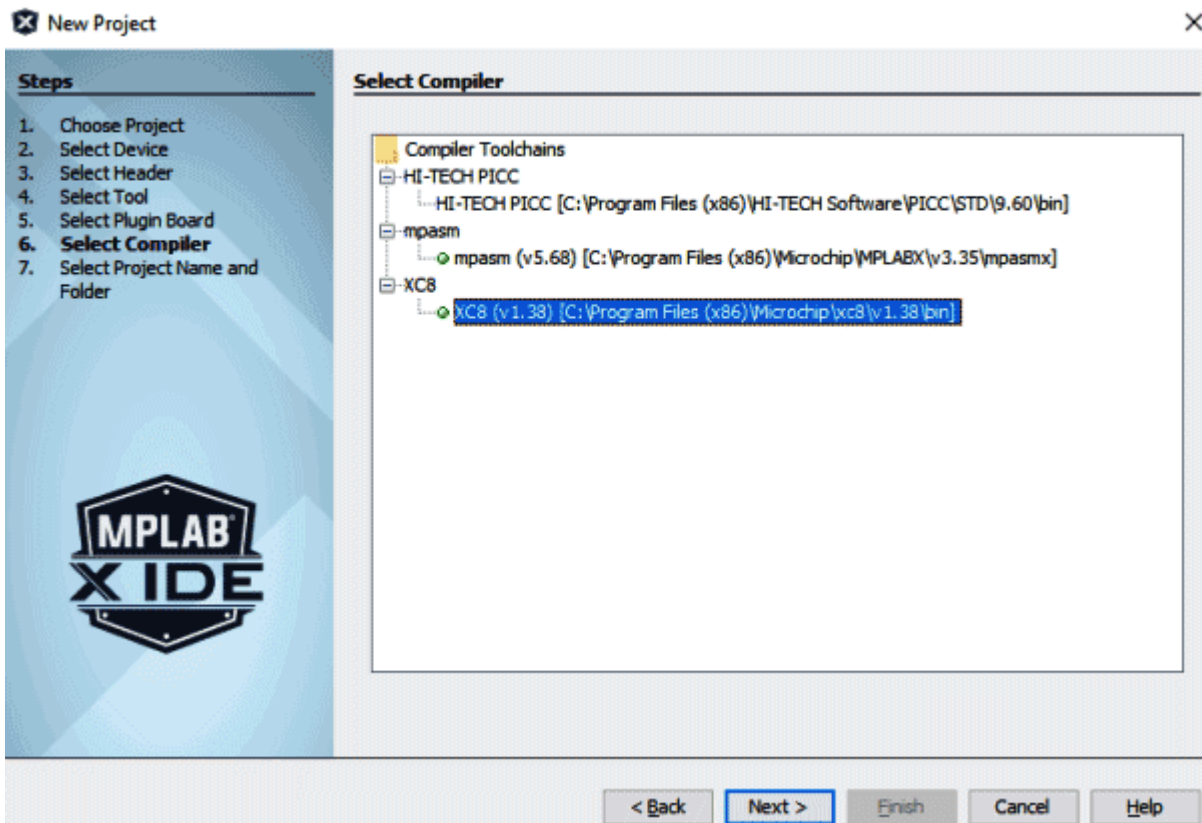 New Project
Steps
1. Choose Project
2. Select Device
3. Select Header
4. Select Tool
5. Select Plugin Board
6. Select Compiler
7. Select Project Name and
Folder
MPLAB
X IDE
Select Compiler
Compiler Toolchains
HI-TECH PICC
HI-TECH PICC [C:\Program Files (x86)\HI-TECH Software\PICC\STD\9.60\bin]
mpasm
mpasm (v5.68) [C:\Program Files (x86)\Microchip\MPLABX\v3.35\mpasmx]
XC8
XC8 (v1.38) [C:\Program Files (x86)\Microchip\xc8\v1.38\bin]
< Back Next > Finish Cancel Help